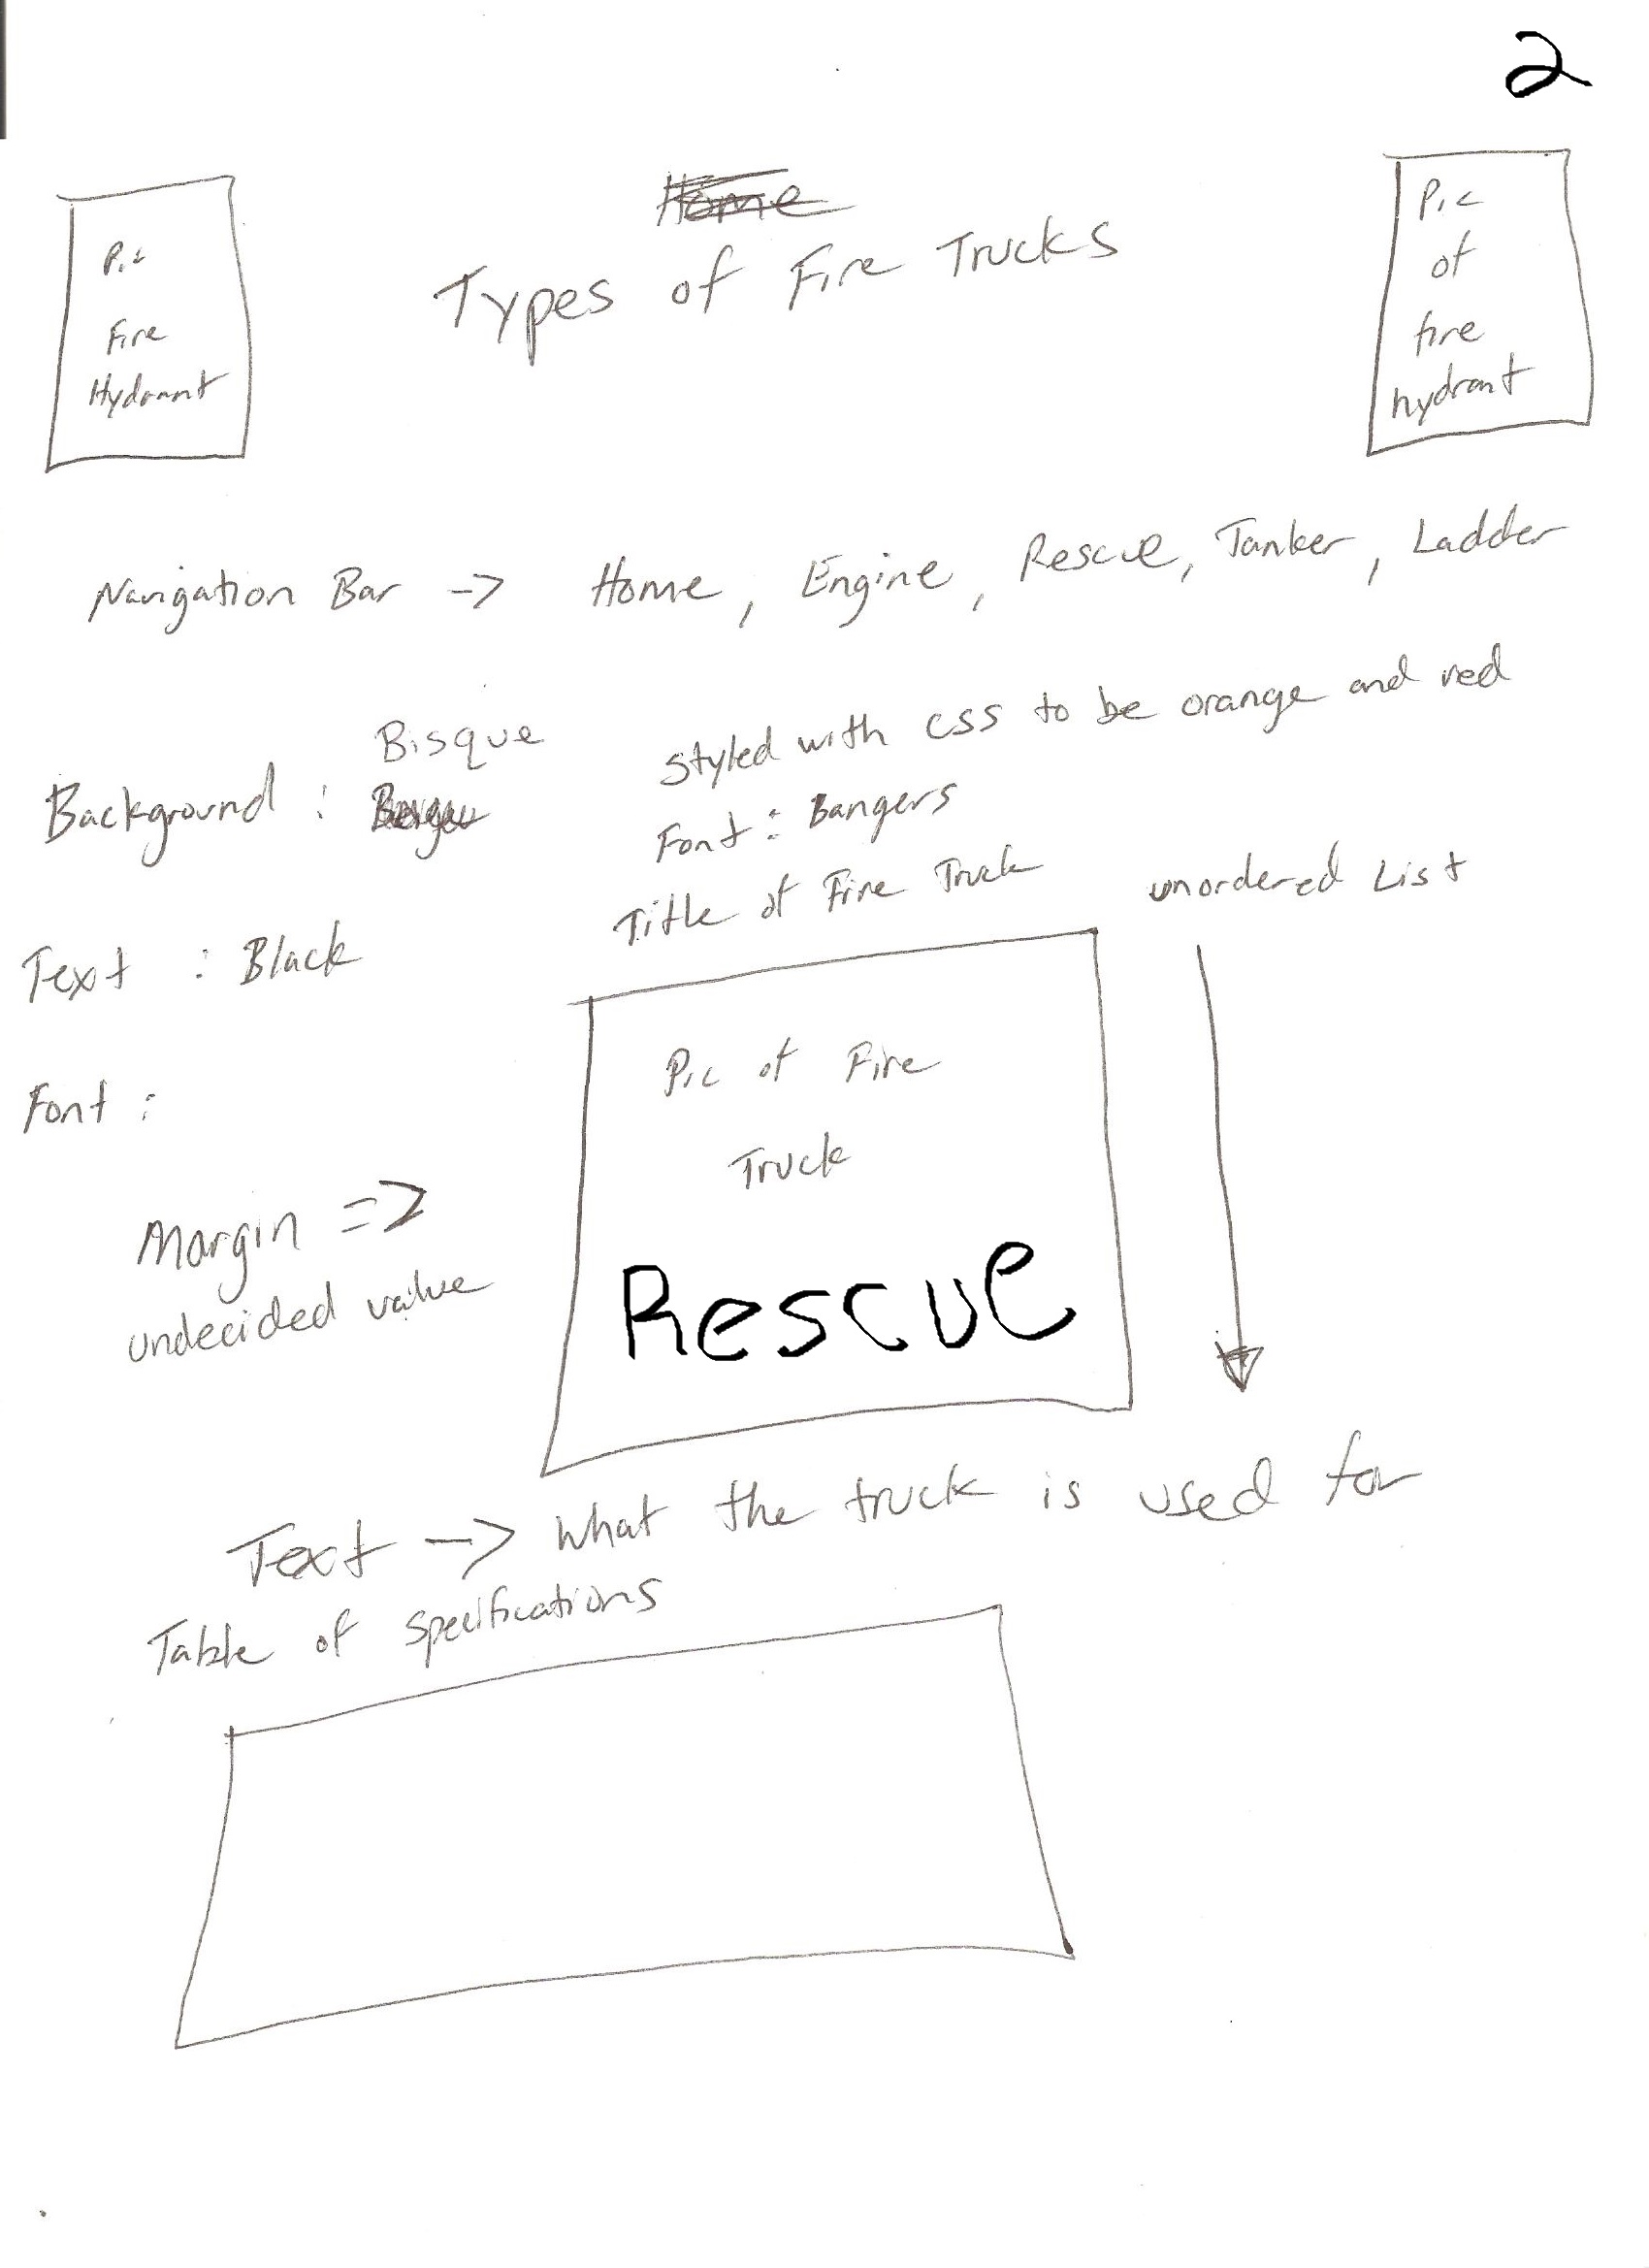 2
Home
Types of Fire Trucks
Pic
Fire
Hydrant
Pic
of
fire
hydrant
Navigation Bar -> Home, Engine, Rescue, Tanker, Ladder
Bisque
Background :
styled with css to be orange and red
Font : Bangers
Title of Fire Truck
unordered List
Text : Black
Pic of Fire
Truck
Rescue
Font :
Margin =>
undecided value
Text -> What the truck is used for
Table of specifications